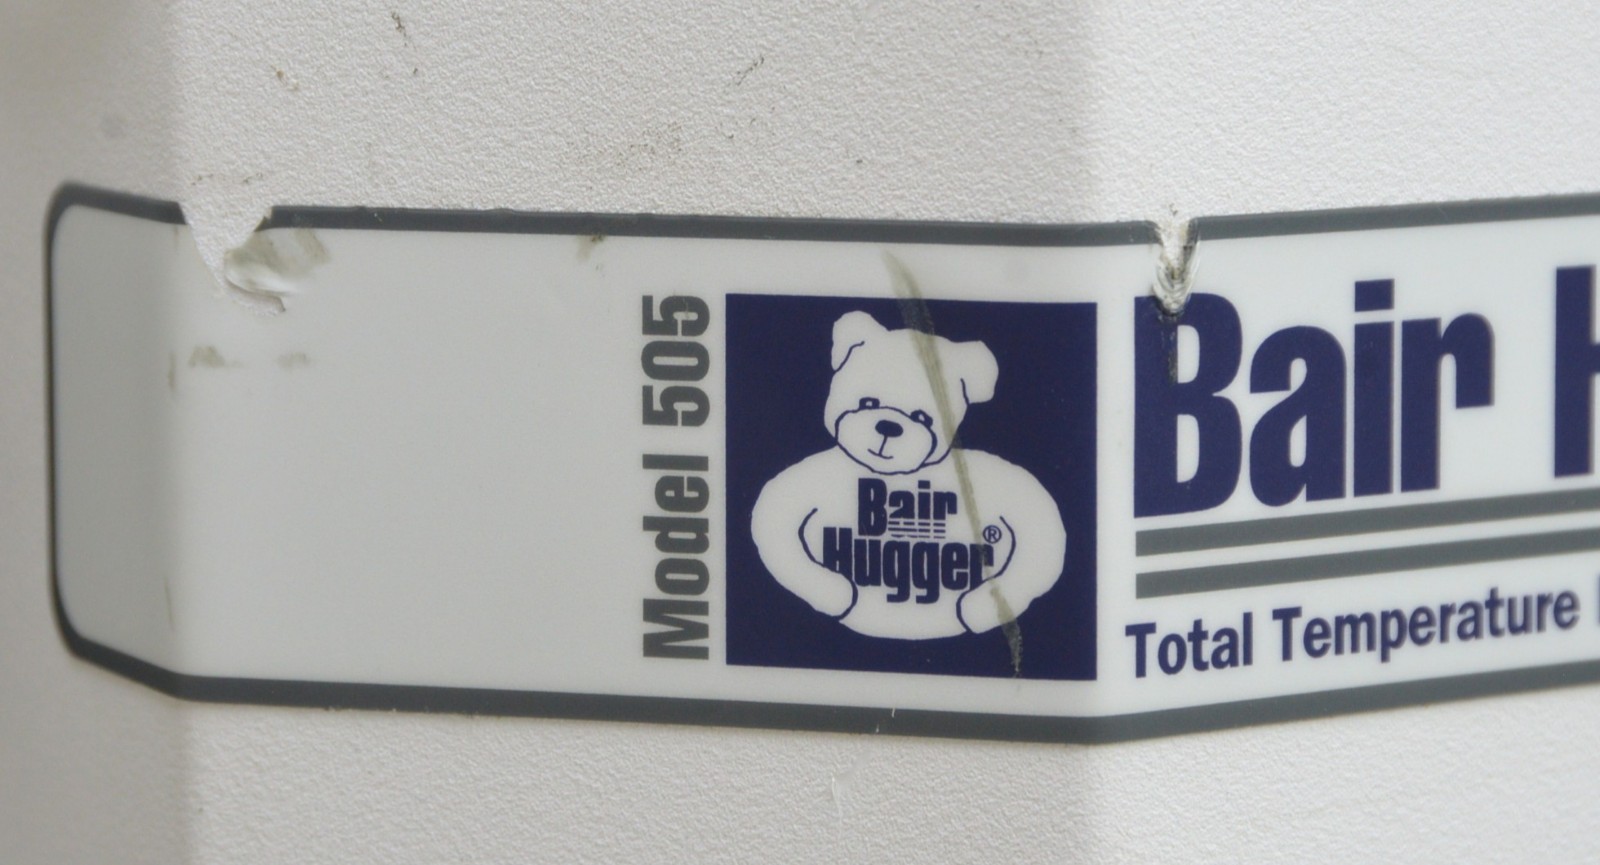 Model 505
Bair
Hugger®
Bair H
Total Temperature